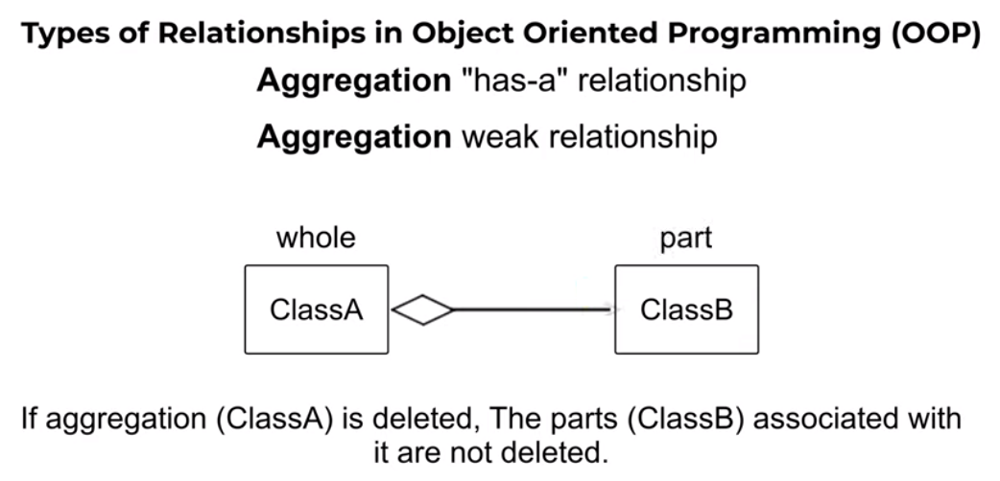 Types of Relationships in Object Oriented Programming (OOP)
Aggregation "has-a" relationship
Aggregation weak relationship
whole
part
ClassA
ClassB
If aggregation (ClassA) is deleted, The parts (ClassB) associated with
it are not deleted.